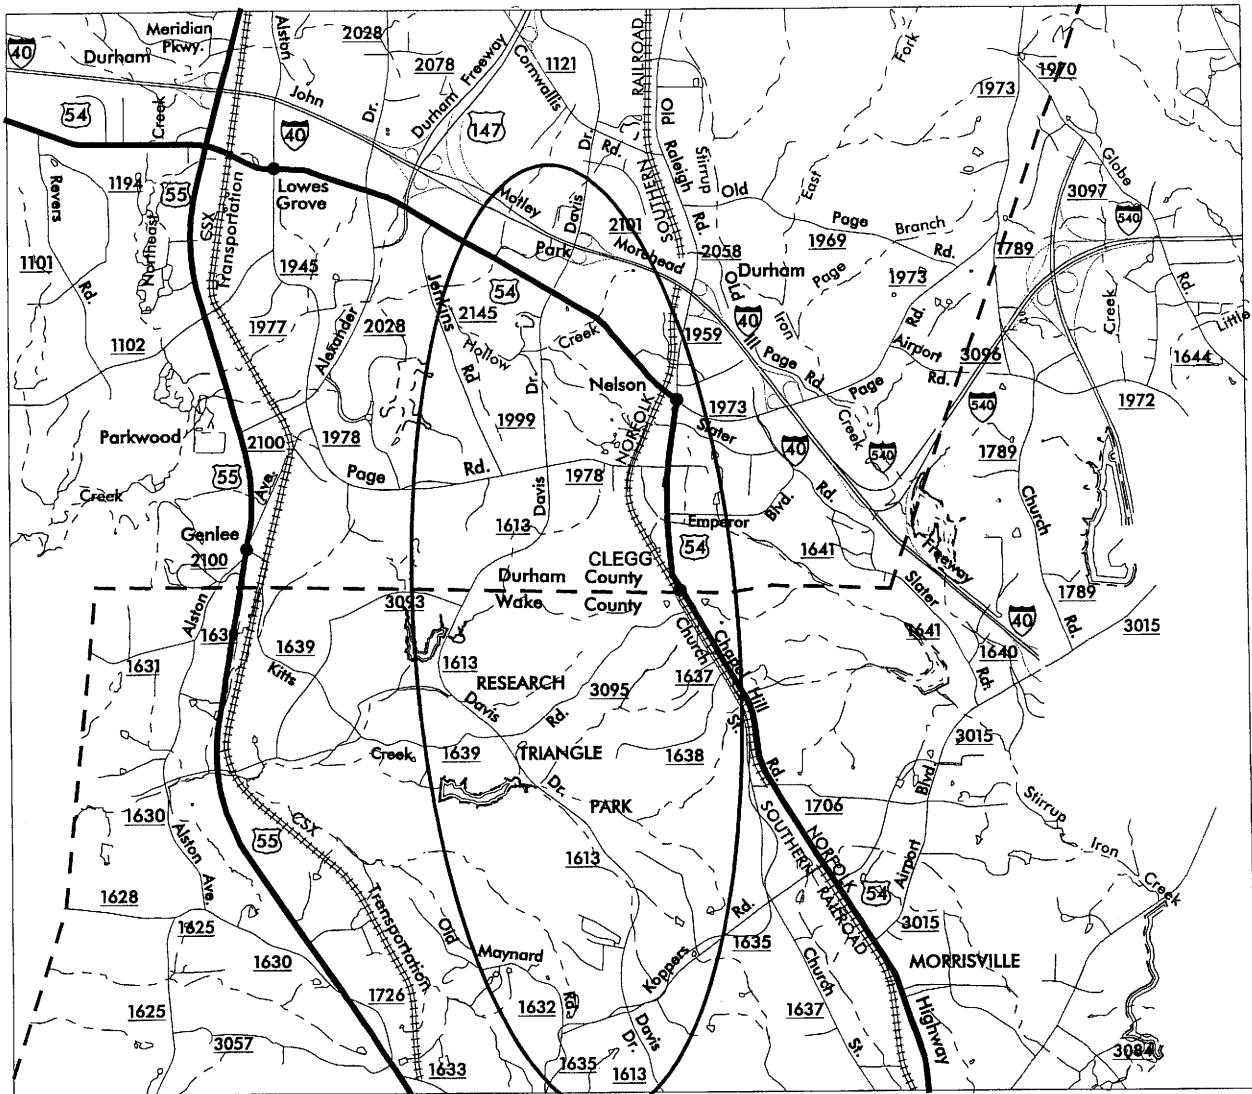 Meridian
Pkwy.
Alston
2028
Durham Freeway
Cornwallis
1121
RAILROAD
Fork
40
Durham
2078
1970
1973
John
Dr.
147
Old
54
Creek
40
Dr.
Rd.
Raleigh
Stirrup
Globe
1194
55
Lowes
Grove
Motley
Davis
SOUTHERN
Old
East
3097
540
Revers
CSX
Transportation
2101
Rd.
Page
Branch
Rd.
1101
Northeast
1945
Park
Morehead
2058
1969
1789
Rd.
Jenkins
54
Durham
Page
1973
Rd.
Old
40
Iron
Creek
Little
1102
1977
Alexander
2028
2145
Hollow
Creek
1959
Page
Rd.
Airport
Rd.
3096
1644
Rd.
Rd
Dr.
Nelson
Page
540
1972
Parkwood
2100
1978
1999
NORFOLK
1973
Slater
Creek
40
540
1789
55
Ave.
Page
Rd.
1978
Creek
Davis
Blvd.
Rd.
Church
1613
Emperor
Genlee
2100
CLEGG
54
1641
Freeway
Durham
County
Wake
County
Slater
1789
3093
Alston
1630
1639
Church
Chapel
1641
40
3015
1631
Kitts
1613
RESEARCH
3095
1637
Hill
1640
Rd.
Rd.
Davis
Rd.
St.
Creek
1639
TRIANGLE
1638
3015
Dr.
Rd.
Blvd.
PARK
1706
Stirrup
1630
Alston
55
CSX
SOUTHERN
NORFOLK
Iron
1613
Airport
Creek
1628
Ave.
Transportation
Rd.
RAILROAD
54
1625
Old
3015
1630
Maynard
1635
Koppers
Church
MORRISVILLE
1726
1625
1632
Rd.
1637
Highway
3057
Davis
Dr.
St.
1633
1635
1613
3084